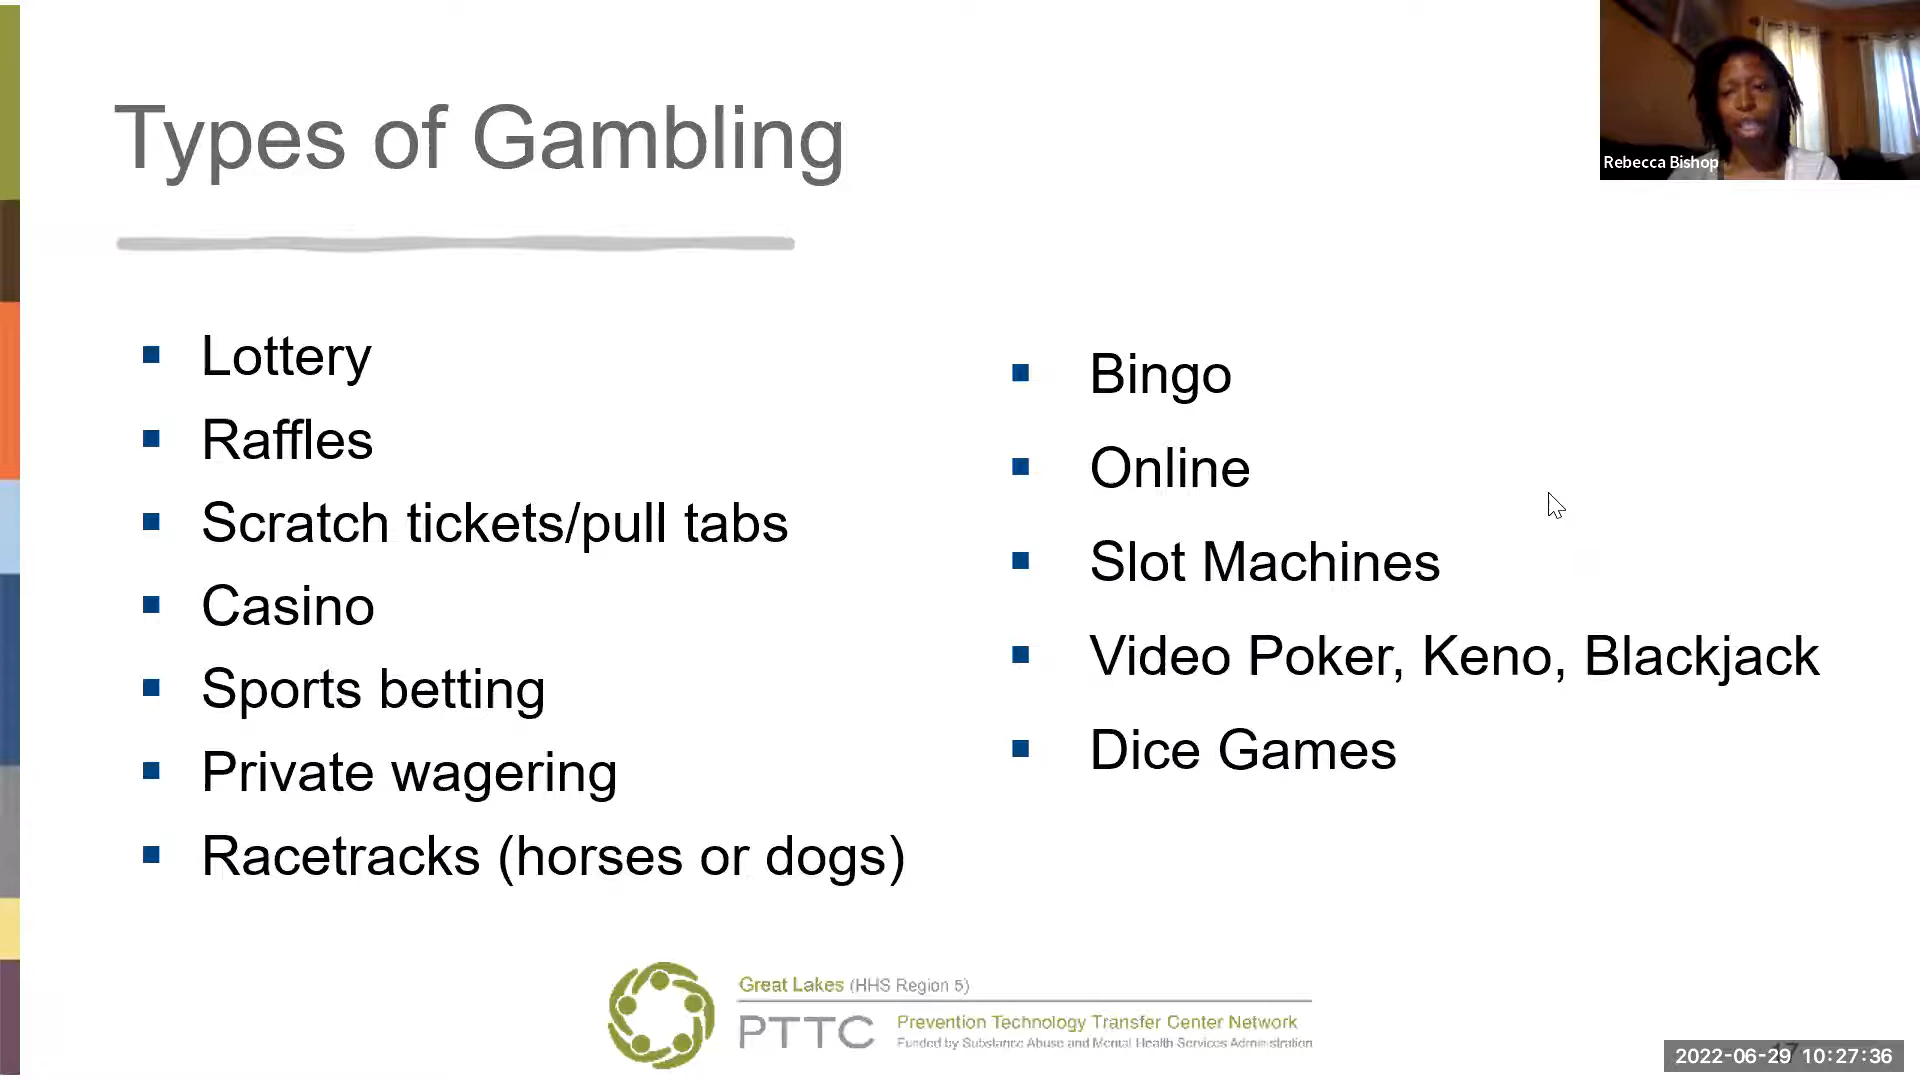 Types of Gambling
Rebecca Bishop
Lottery
Raffles
Scratch tickets/pull tabs
Casino
Sports betting
Private wagering
Racetracks (horses or dogs)
Bingo
Online
Slot Machines
Video Poker, Keno, Blackjack
Dice Games
Great Lakes (HHS Region 5)
PTTC
Prevention Technology Transfer Center Network
Funded by Substance Abuse and Mental Health Services Administration
17
2022-06-29 10:27:36